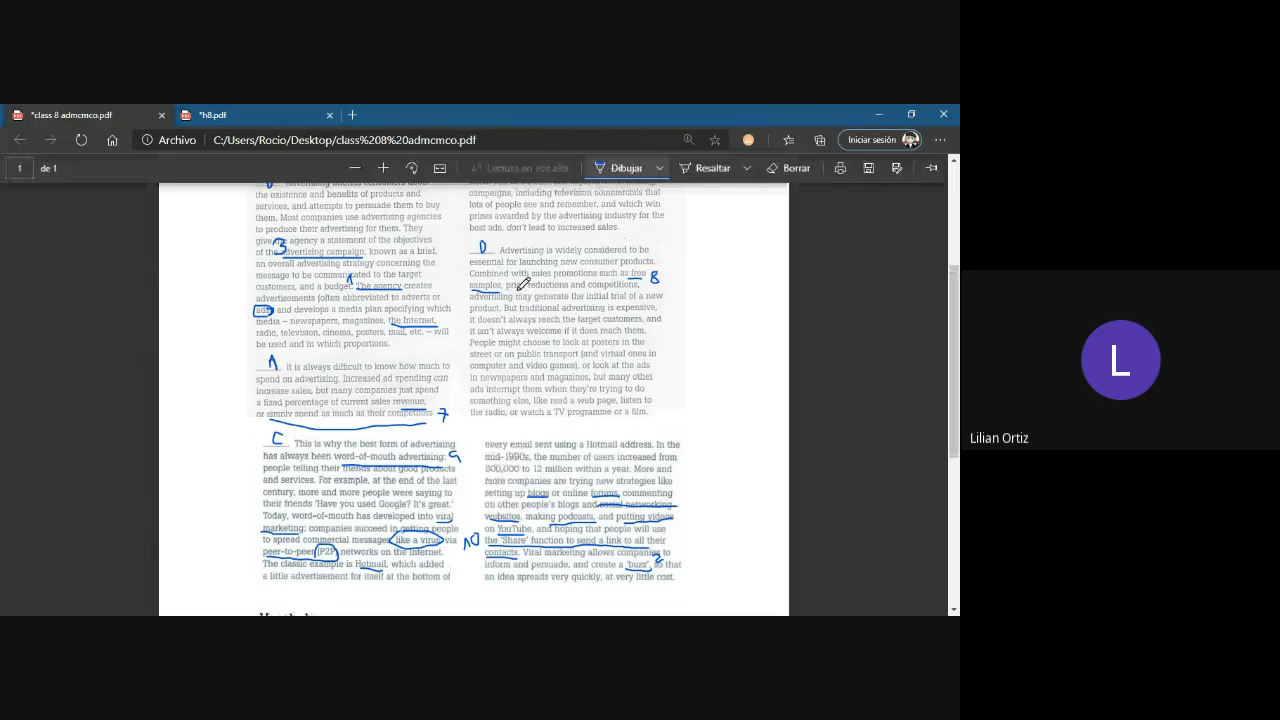 *class 8 admcmco.pdf
*h8.pdf
Archivo
C:/Users/Rocio/Desktop/class%208%20admcmco.pdf
Iniciar sesión
1
de 1
Lectura en voz alta
Dibujar
Resaltar
Borrar
the existence and benefits of products and
services, and attempts to persuade them to buy
them. Most companies use advertising agencies
to produce their advertising for them. They
give the agency a statement of the objectives
3
of the advertising campaign, known as a brief,
an overall advertising strategy concerning the
message to be communicated to the target
1
customers, and a budget. The agency creates
advertisements (often abbreviated to adverts or
ads) and develops a media plan specifying which
media – newspapers, magazines, the Internet,
radio, television, cinema, posters, mail, etc. – will
be used and in which proportions.
A It is always difficult to know how much to
spend on advertising. Increased ad spending can
increase sales, but many companies just spend
a fixed percentage of current sales revenue,
or simply spend as much as their competitors 7
campaigns, including television commercials that
lots of people see and remember, and which win
prizes awarded by the advertising industry for the
best ads, don't lead to increased sales.
D Advertising is widely considered to be
essential for launching new consumer products.
Combined with sales promotions such as free 8
samples, price reductions and competitions,
advertising may generate the initial trial of a new
product. But traditional advertising is expensive,
it doesn't always reach the target customers, and
it isn't always welcome if it does reach them.
People might choose to look at posters in the
street or on public transport (and virtual ones in
computer and video games), or look at the ads
in newspapers and magazines, but many other
ads interrupt them when they're trying to do
something else, like read a web page, listen to
the radio, or watch a TV programme or a film.
C This is why the best form of advertising
has always been word-of-mouth advertising: 9
people telling their friends about good products
and services. For example, at the end of the last
century, more and more people were saying to
their friends 'Have you used Google? It's great.'
Today, word-of-mouth has developed into viral
marketing: companies succeed in getting people
to spread commercial messages like a virus via 10
peer-to-peer (P2P) networks on the internet.
The classic example is Hotmail, which added
a little advertisement for itself at the bottom of
every email sent using a Hotmail address. In the
mid-1990s, the number of users increased from
800,000 to 12 million within a year. More and
more companies are trying new strategies like
setting up blogs or online forums, commenting
on other people's blogs and social networking
websites, making podcasts, and putting videos
on YouTube, and hoping that people will use
the 'Share' function to send a link to all their
contacts. Viral marketing allows companies to
2
inform and persuade, and create a 'buzz', so that
an idea spreads very quickly, at very little cost.
L
Lilian Ortiz